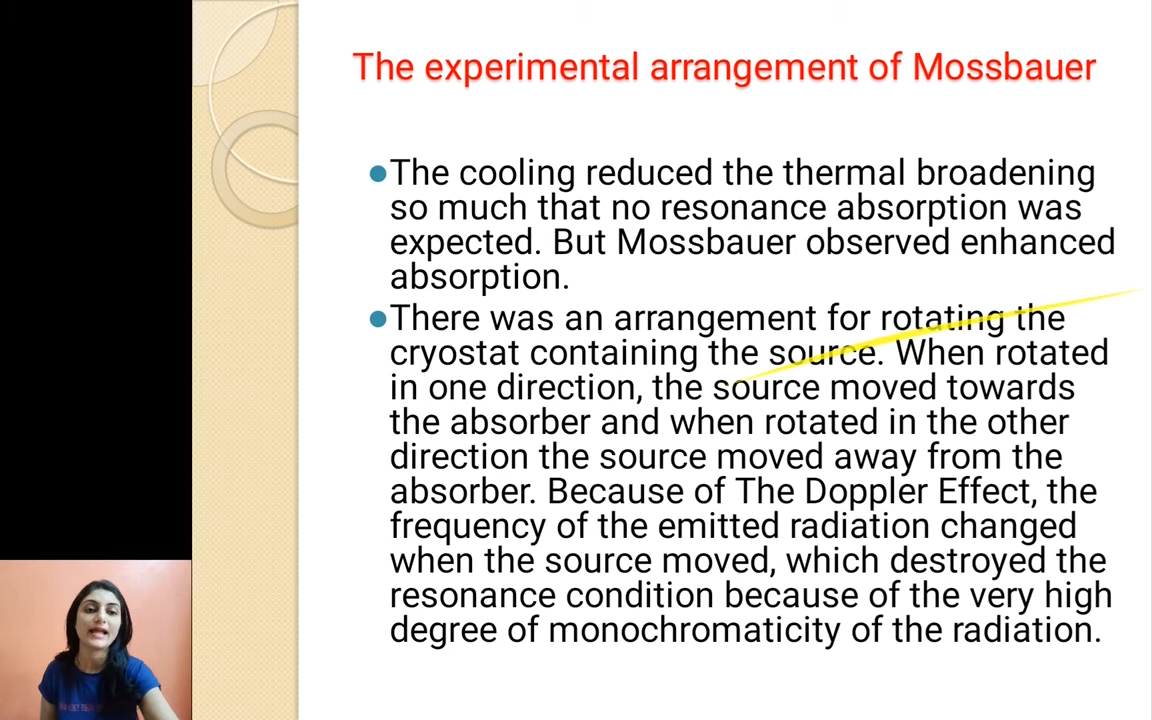 The experimental arrangement of Mossbauer
●The cooling reduced the thermal broadening
so much that no resonance absorption was
expected. But Mossbauer observed enhanced
absorption.
●There was an arrangement for rotating the
cryostat containing the source. When rotated
in one direction, the source moved towards
the absorber and when rotated in the other
direction the source moved away from the
absorber. Because of The Doppler Effect, the
frequency of the emitted radiation changed
when the source moved, which destroyed the
resonance condition because of the very high
degree of monochromaticity of the radiation.